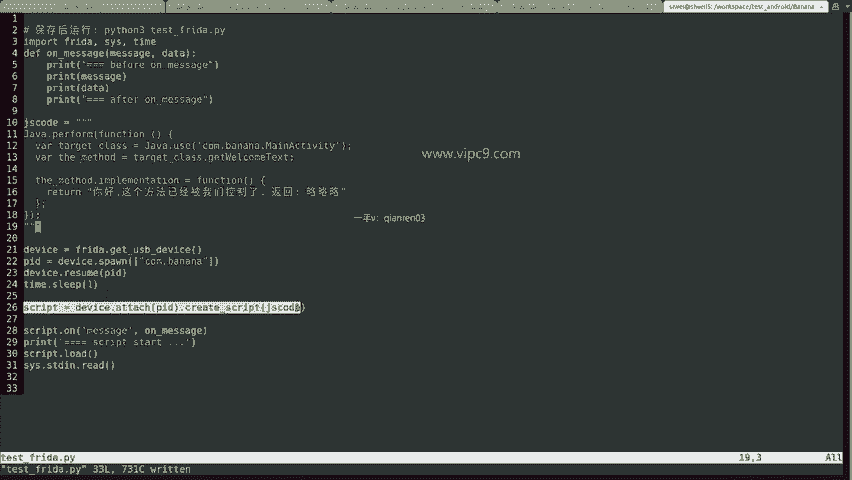 siwei@siwei5: /workspace/test_android/Banana
1
2 # 保存后运行: python3 test_frida.py
3 import frida, sys, time
4 def on_message(message, data):
5     print("=== before on_message")
6     print(message)
7     print(data)
8     print("=== after on_message")
9
10 jscode = """
11 Java.perform(function () {
12   var target_class = Java.use('com.banana.MainActivity');
13   var the_method = target_class.getWelcomeText;
14
15   the_method.implementation = function() {
16     return "你好,这个方法已经被我们控制了. 返回: 略略略"
17   };
18 });
19 """
20
21 device = frida.get_usb_device()
22 pid = device.spawn(["com.banana"])
23 device.resume(pid)
24 time.sleep(1)
25
26 script = device.attach(pid).create_script(jscode)
27
28 script.on('message', on_message)
29 print('==== script start ...')
30 script.load()
31 sys.stdin.read()
32
33
www.vipc9.com
一手v: qianren03
test_frida.py 19,3 All
"test_frida.py" 33L, 731C written